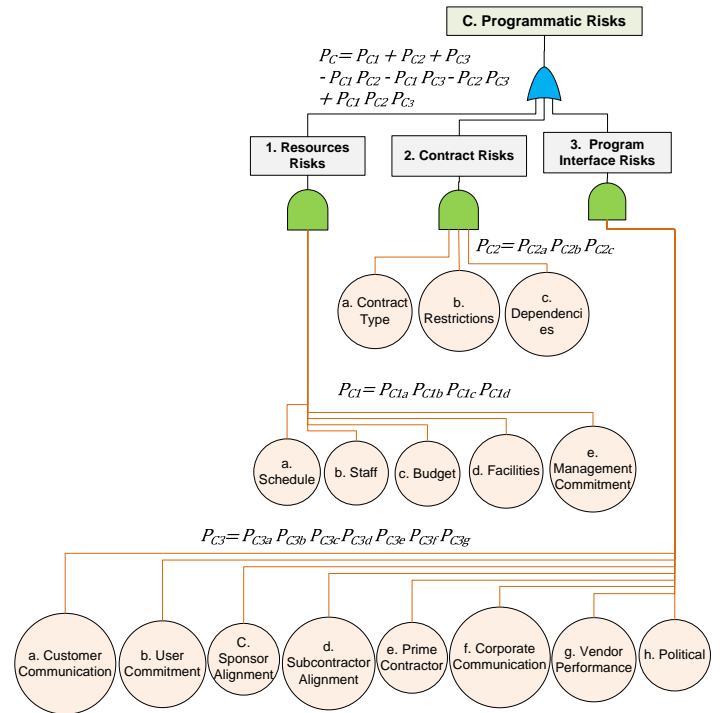 C. Programmatic Risks
P_C = P_C1 + P_C2 + P_C3
- P_C1 P_C2 - P_C1 P_C3 - P_C2 P_C3
+ P_C1 P_C2 P_C3
1. Resources
Risks
2. Contract Risks
3. Program
Interface Risks
P_C2 = P_C2a P_C2b P_C2c
a. Contract
Type
b.
Restrictions
c.
Dependenci
es
P_C1 = P_C1a P_C1b P_C1c P_C1d
a.
Schedule
b. Staff
c. Budget
d. Facilities
e.
Management
Commitment
P_C3 = P_C3a P_C3b P_C3c P_C3d P_C3e P_C3f P_C3g
a. Customer
Communication
b. User
Commitment
C.
Sponsor
Alignment
d.
Subcontractor
Alignment
e. Prime
Contractor
f. Corporate
Communication
g. Vendor
Performance
h. Political